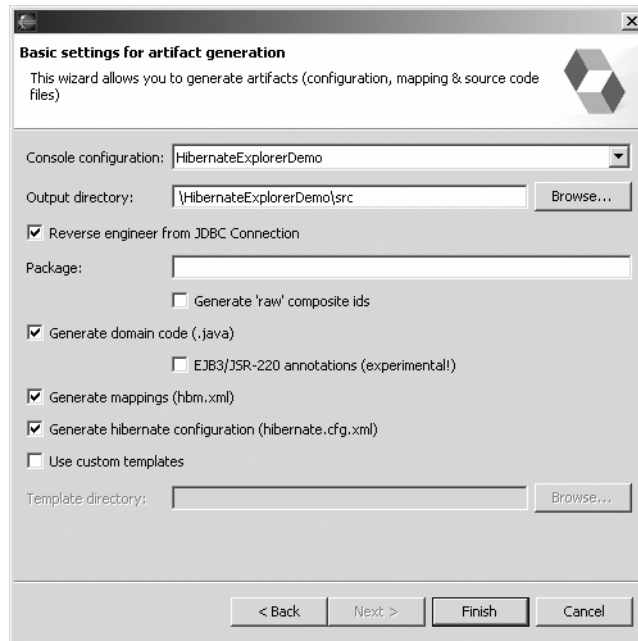 Basic settings for artifact generation
This wizard allows you to generate artifacts (configuration, mapping & source code
files)
Console configuration: HibernateExplorerDemo
Output directory: \HibernateExplorerDemo\src Browse...
Reverse engineer from JDBC Connection
Package:
Generate 'raw' composite ids
Generate domain code (.java)
EJB3/JSR-220 annotations (experimental!)
Generate mappings (hbm.xml)
Generate hibernate configuration (hibernate.cfg.xml)
Use custom templates
Template directory: Browse...
< Back Next > Finish Cancel